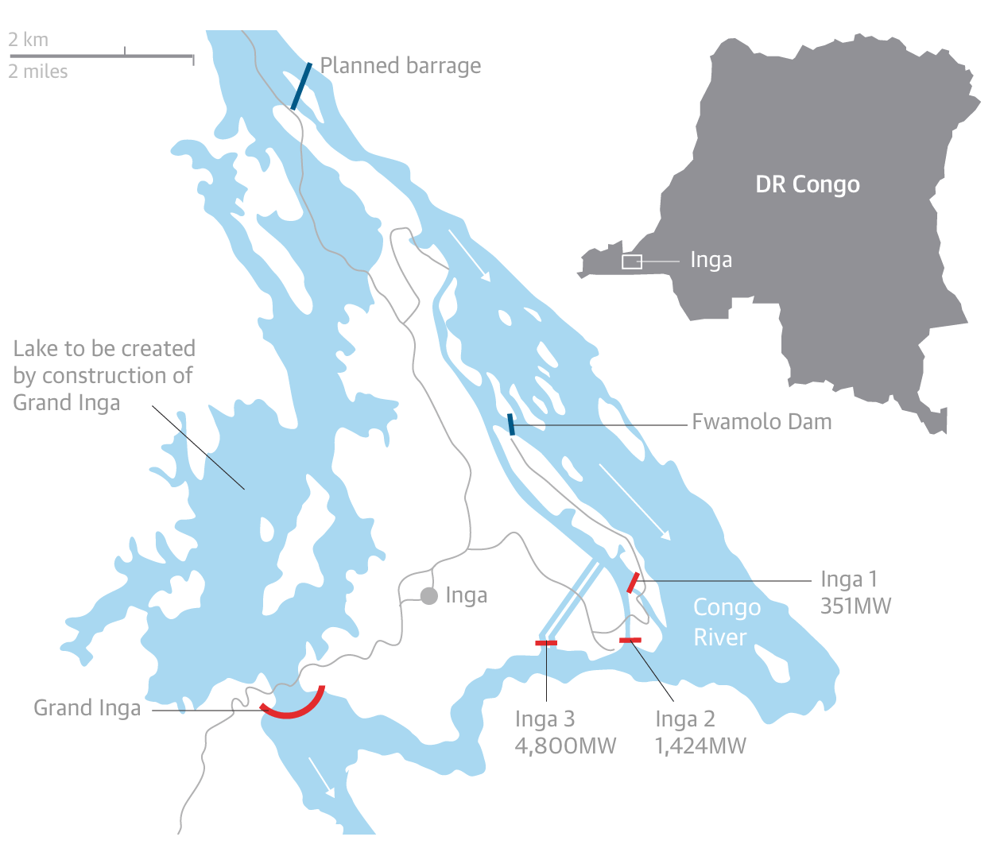 2 km
2 miles
Planned barrage
DR Congo
Inga
Lake to be created
by construction of
Grand Inga
Fwamolo Dam
Inga 1
351MW
Inga
Congo
River
Grand Inga
Inga 3
4,800MW
Inga 2
1,424MW